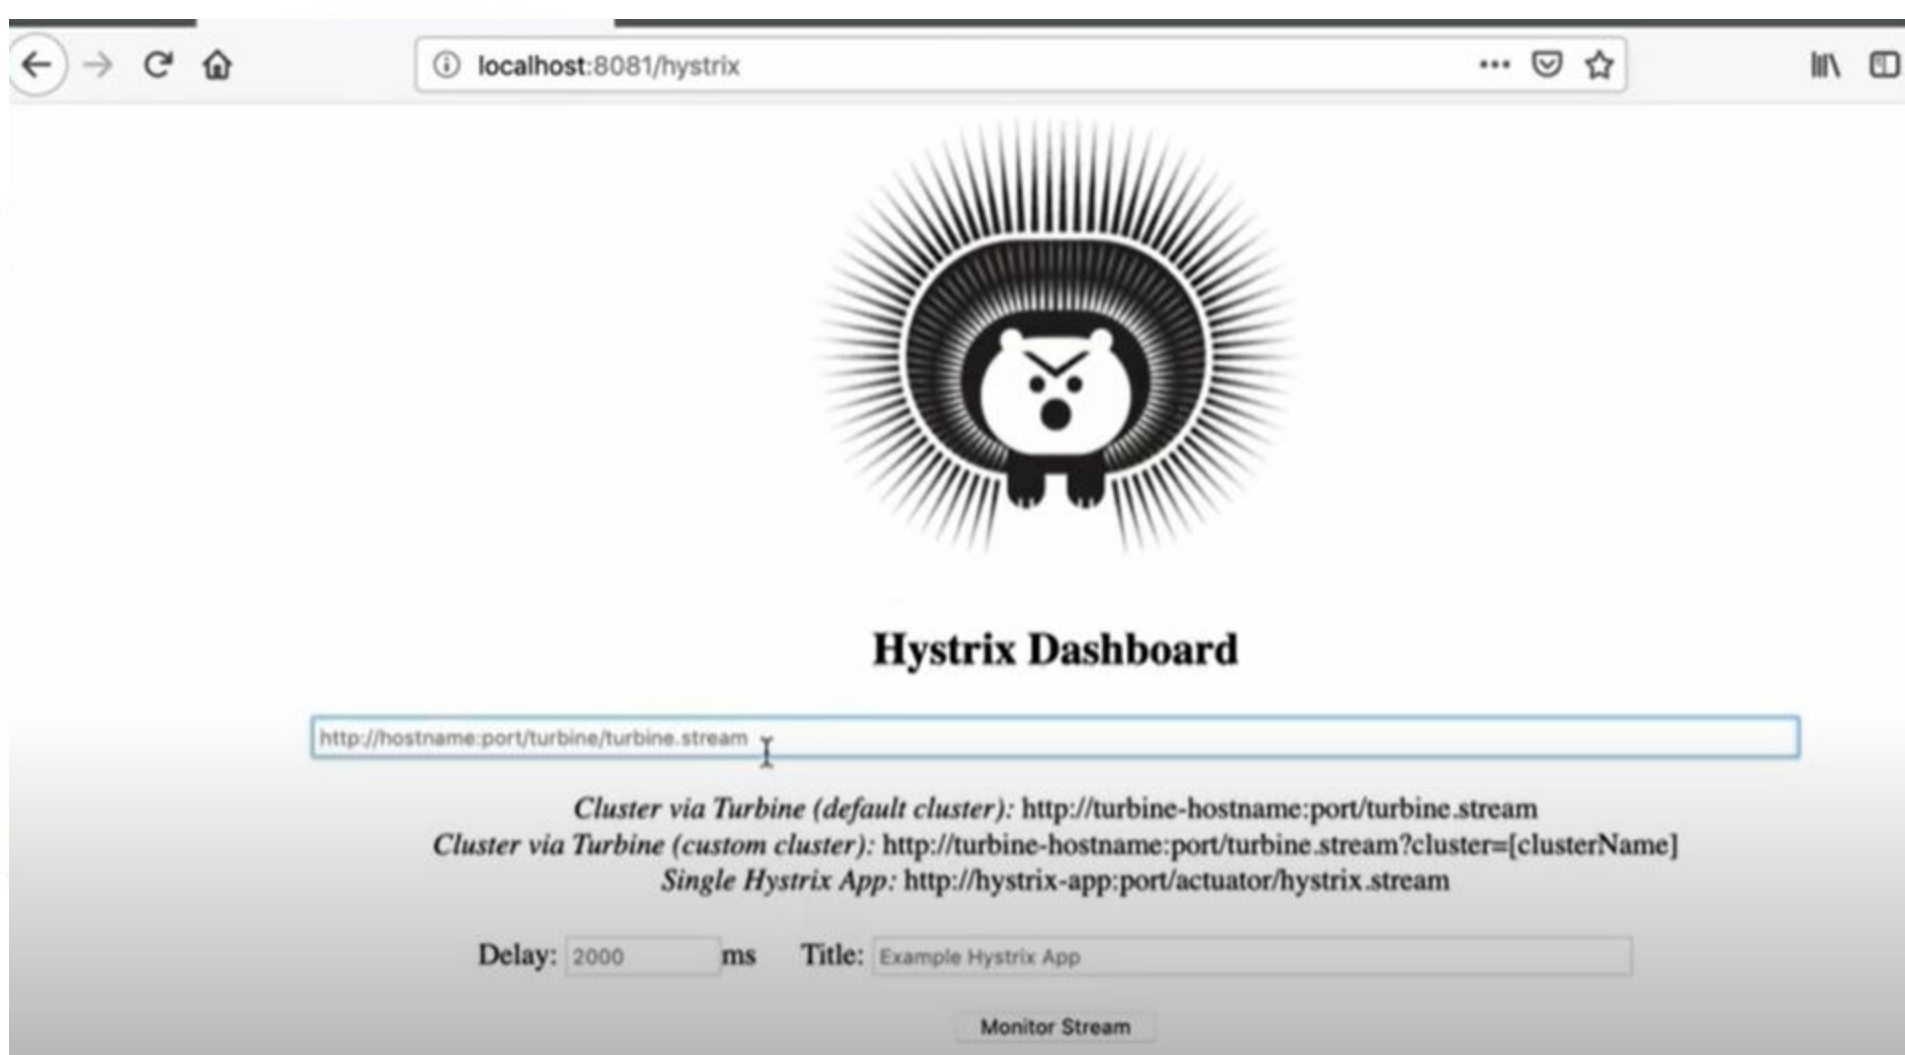 localhost:8081/hystrix
Hystrix Dashboard
http://hostname:port/turbine/turbine.stream
Cluster via Turbine (default cluster): http://turbine-hostname:port/turbine.stream
Cluster via Turbine (custom cluster): http://turbine-hostname:port/turbine.stream?cluster=[clusterName]
Single Hystrix App: http://hystrix-app:port/actuator/hystrix.stream
Delay: 2000 ms Title: Example Hystrix App
Monitor Stream